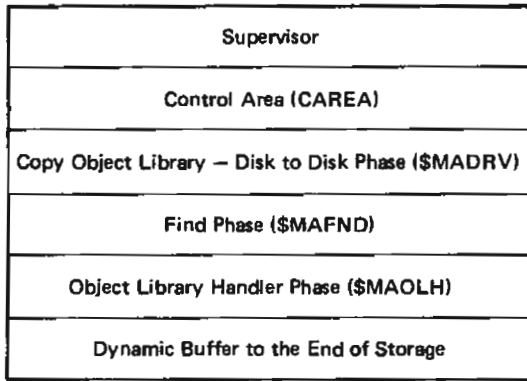 Supervisor
Control Area (CAREA)
Copy Object Library — Disk to Disk Phase ($MADRV)
Find Phase ($MAFND)
Object Library Handler Phase ($MAOLH)
Dynamic Buffer to the End of Storage